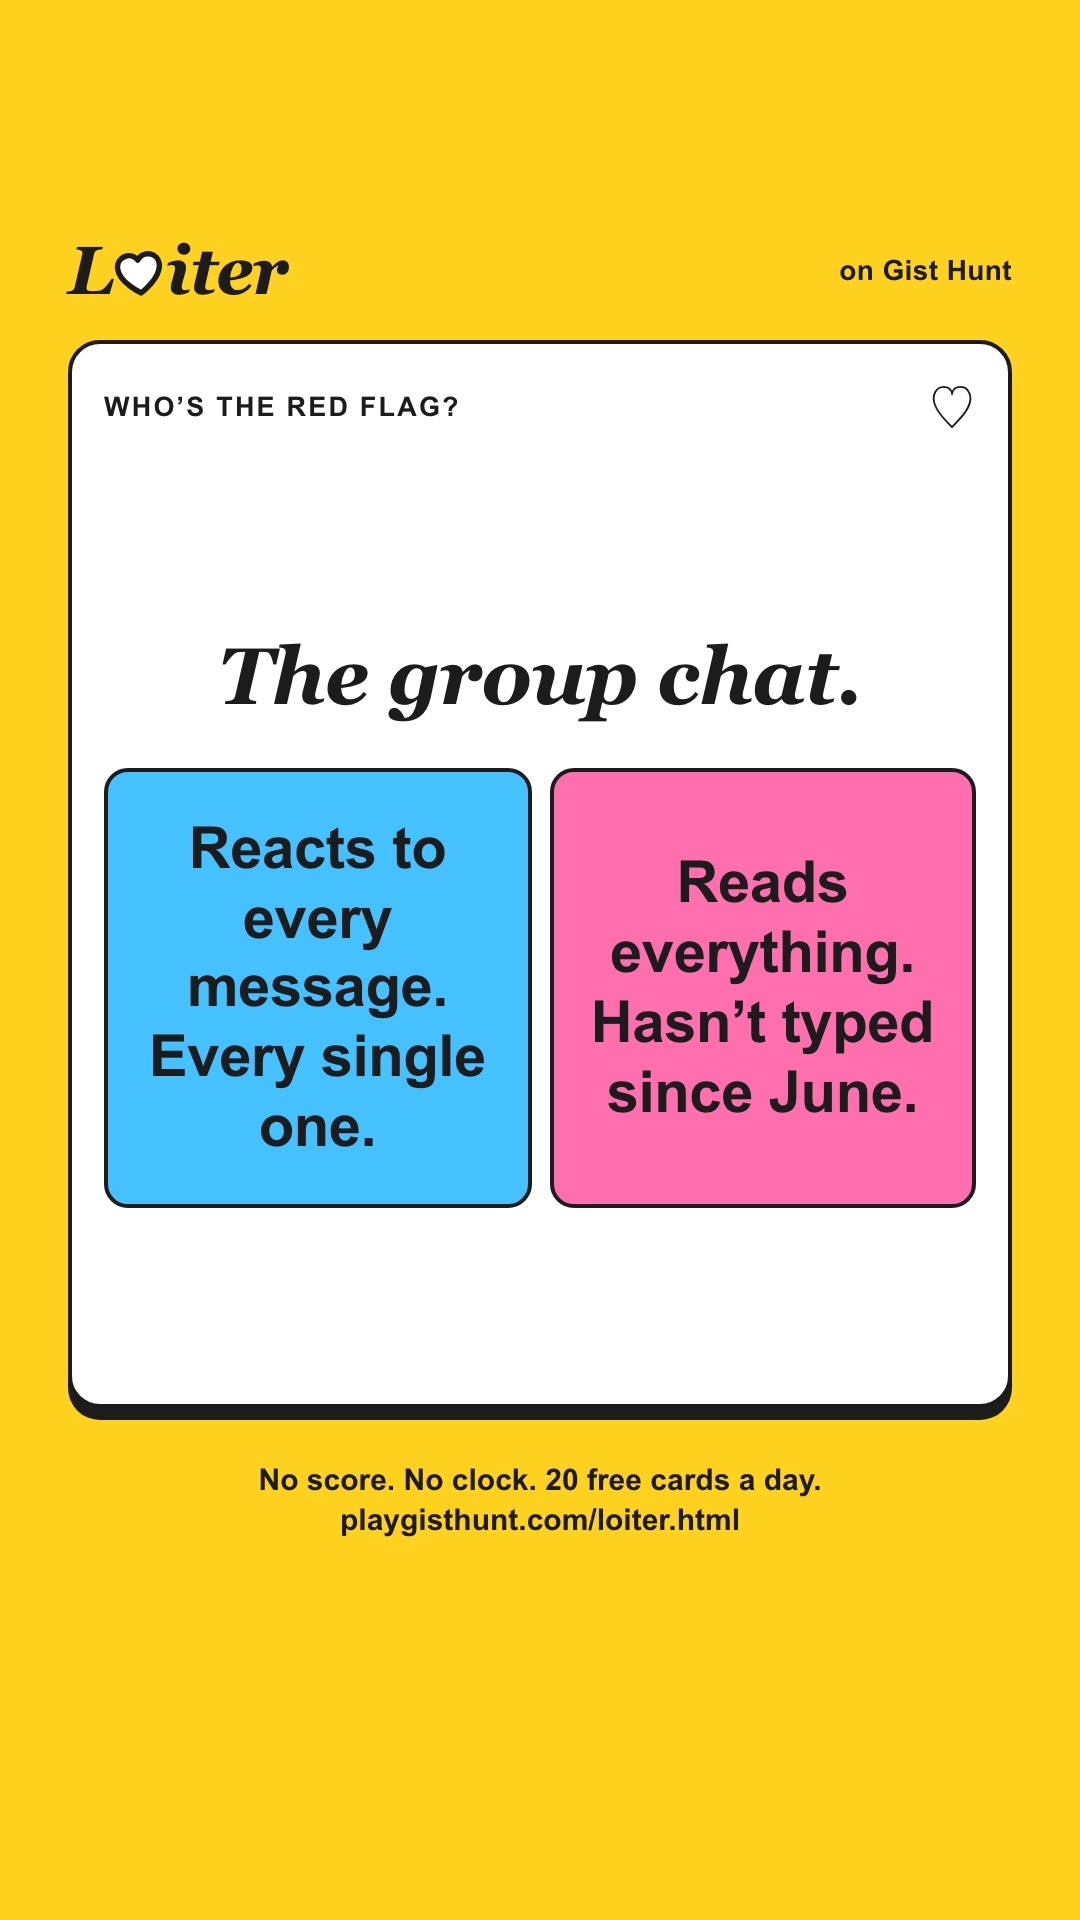 Loiter
on Gist Hunt
WHO’S THE RED FLAG?
The group chat.
Reacts to
every
message.
Every single
one.
Reads
everything.
Hasn’t typed
since June.
No score. No clock. 20 free cards a day.
playgisthunt.com/loiter.html